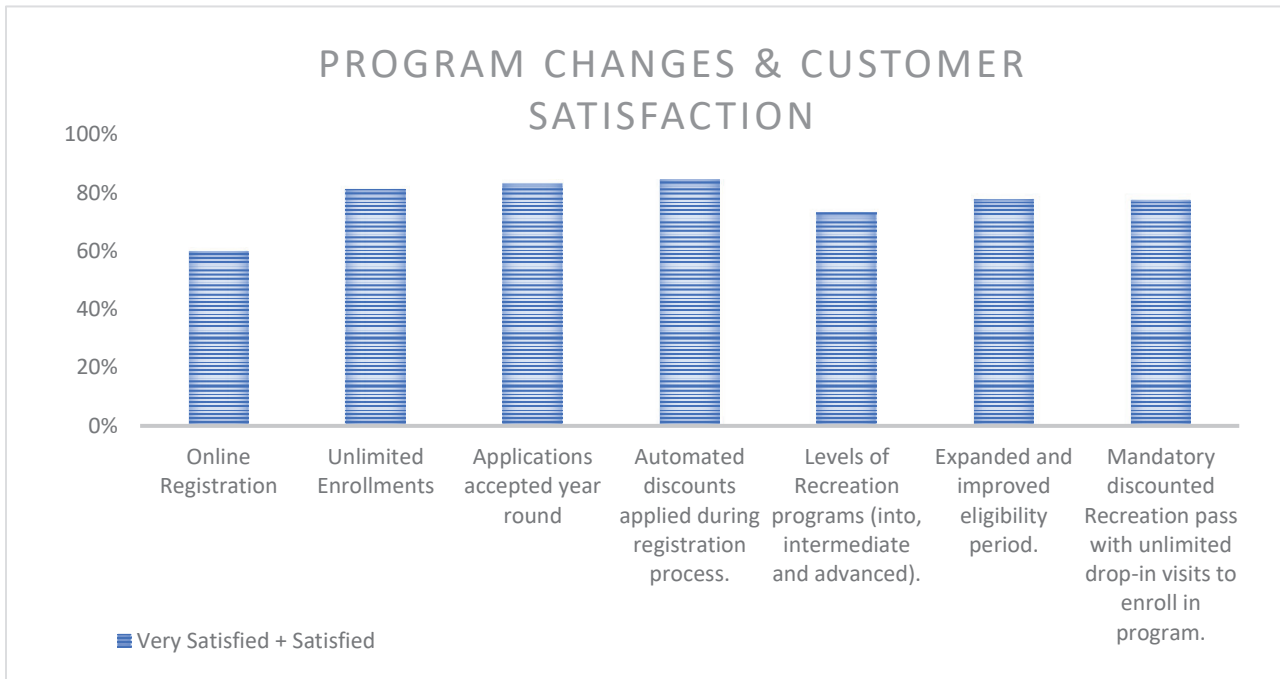 PROGRAM CHANGES & CUSTOMER
SATISFACTION
100%
80%
60%
40%
20%
0%
Online
Registration
Unlimited
Enrollments
Applications
accepted year
round
Automated
discounts
applied during
registration
process.
Levels of
Recreation
programs (into,
intermediate
and advanced).
Expanded and
improved
eligibility
period.
Mandatory
discounted
Recreation pass
with unlimited
drop-in visits to
enroll in
program.
Very Satisfied + Satisfied